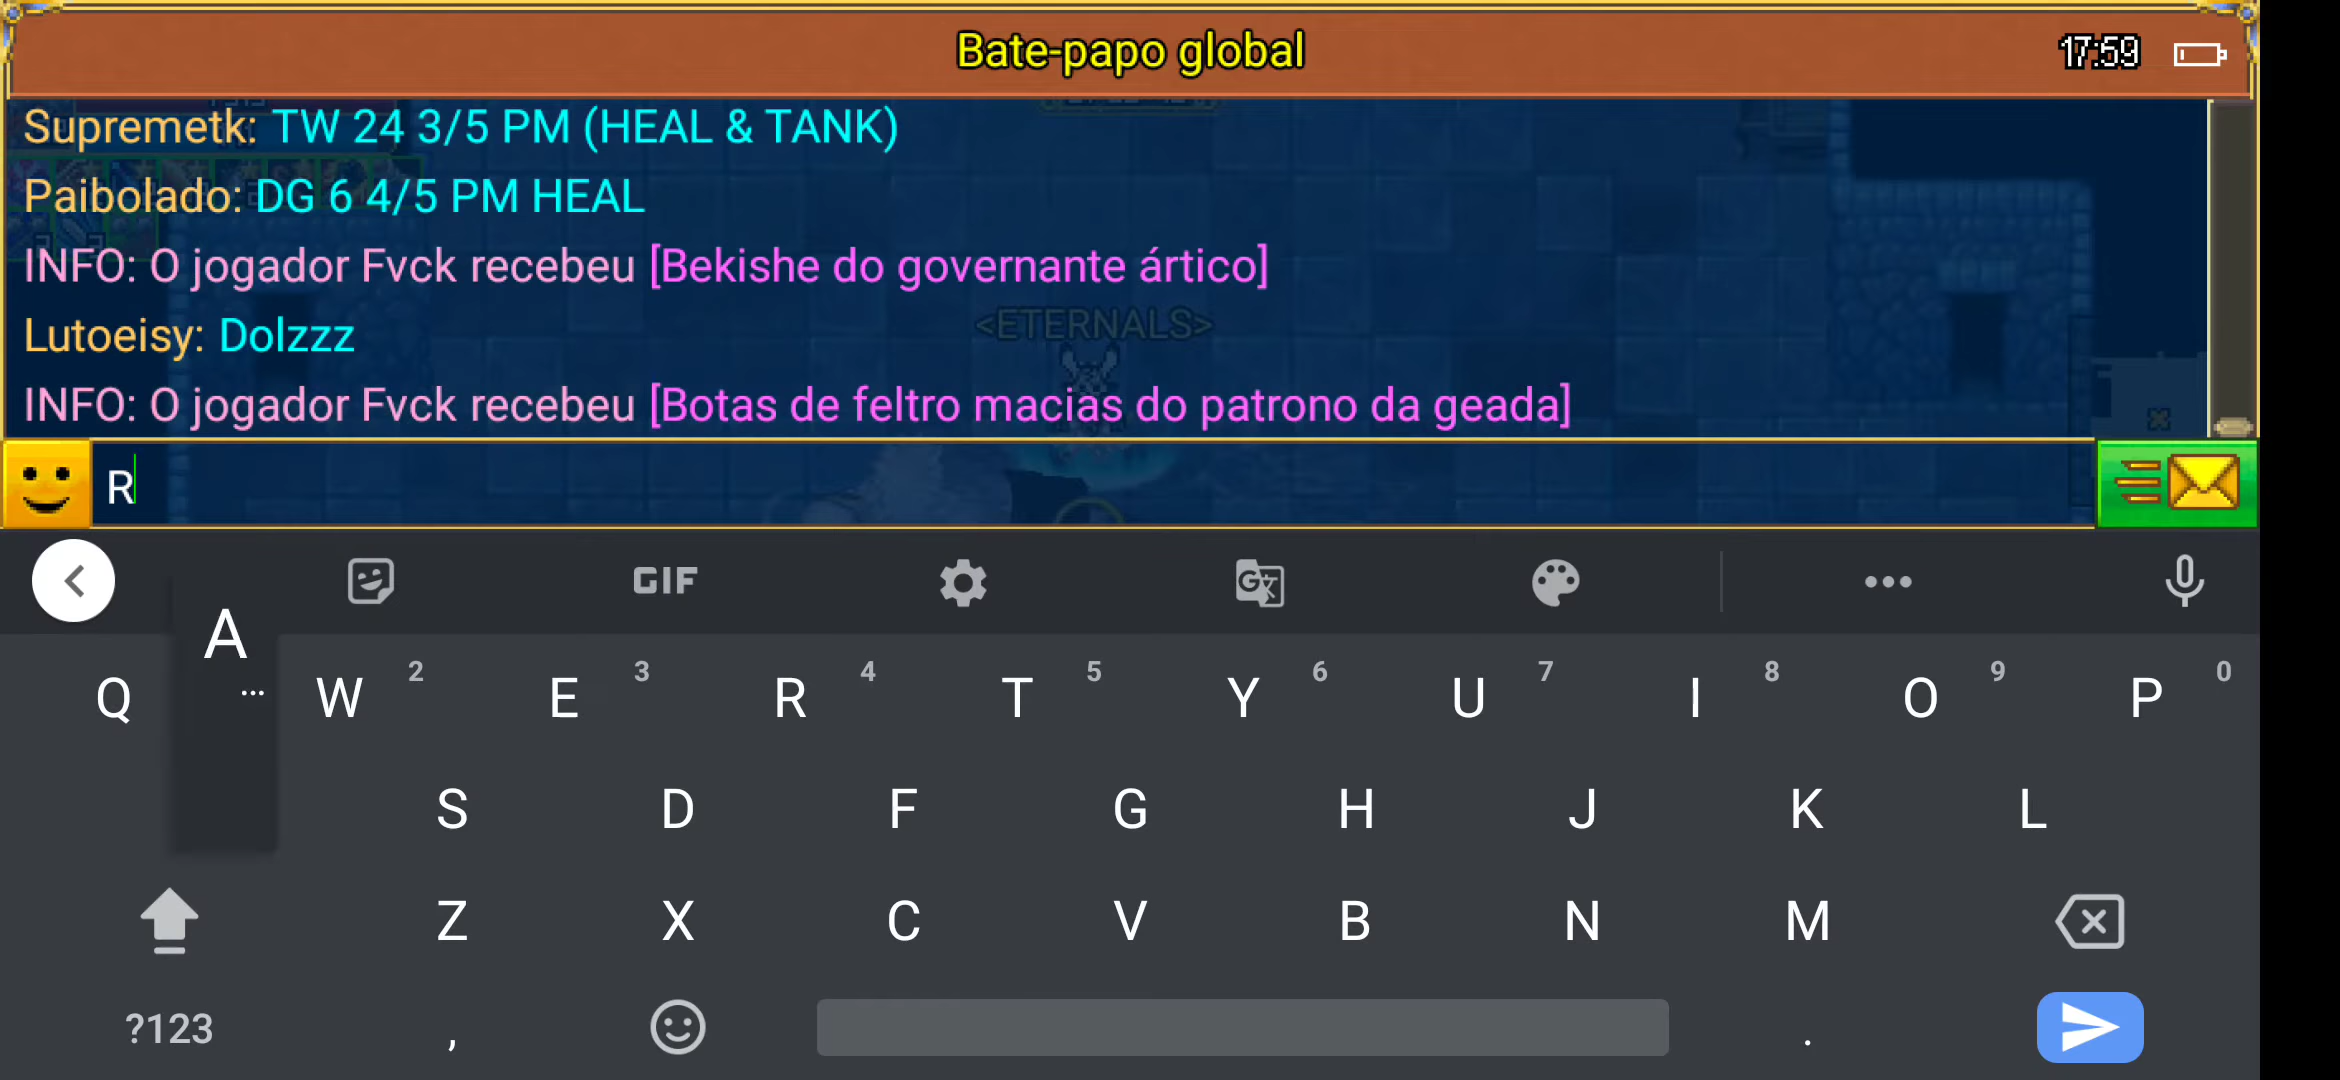 Bate-papo global
17:59
Supremetk: TW 24 3/5 PM (HEAL & TANK)
Paibolado: DG 6 4/5 PM HEAL
INFO: O jogador Fvck recebeu [Bekishe do governante ártico]
<ETERNALS>
Lutoeisy: Dolzzz
INFO: O jogador Fvck recebeu [Botas de feltro macias do patrono da geada]
R
GIF
A
Q W 2 E 3 R 4 T 5 Y 6 U 7 I 8 O 9 P 0
S D F G H J K L
Z X C V B N M
?123 , .